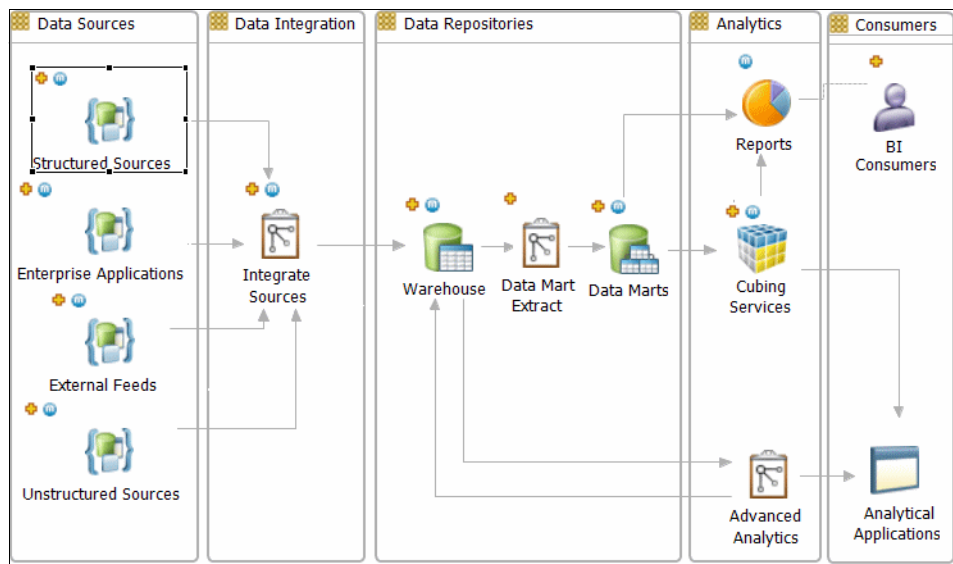 Data Sources
Data Integration
Data Repositories
Analytics
Consumers
m
Structured Sources
m
Enterprise Applications
m
External Feeds
m
Unstructured Sources
m
Integrate
Sources
m
Warehouse
Data Mart
Extract
m
Data Marts
m
Reports
m
Cubing
Services
Advanced
Analytics
BI
Consumers
Analytical
Applications